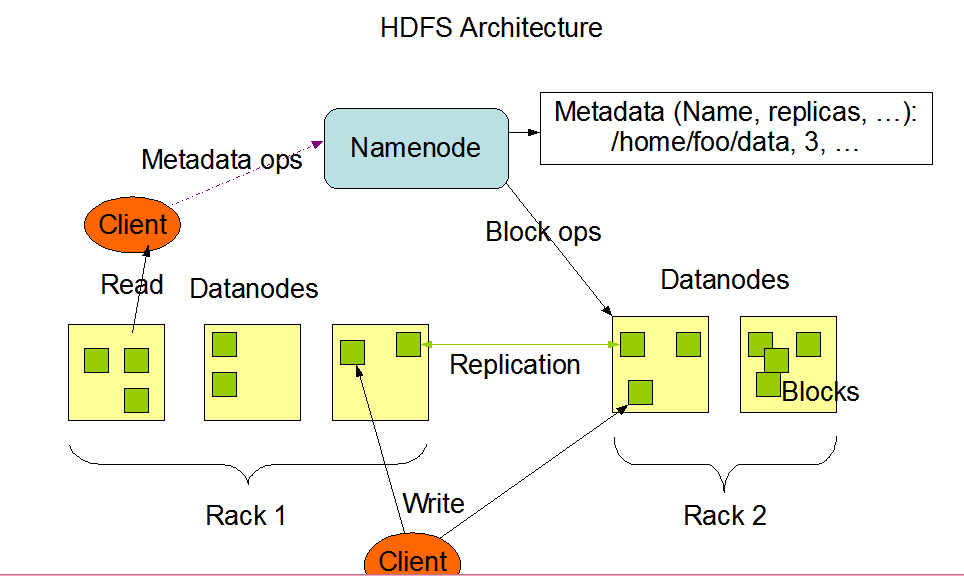 HDFS Architecture
Metadata (Name, replicas, …):
/home/foo/data, 3, …
Namenode
Metadata ops
Client
Block ops
Read
Datanodes
Datanodes
Replication
Blocks
Write
Rack 1
Rack 2
Client